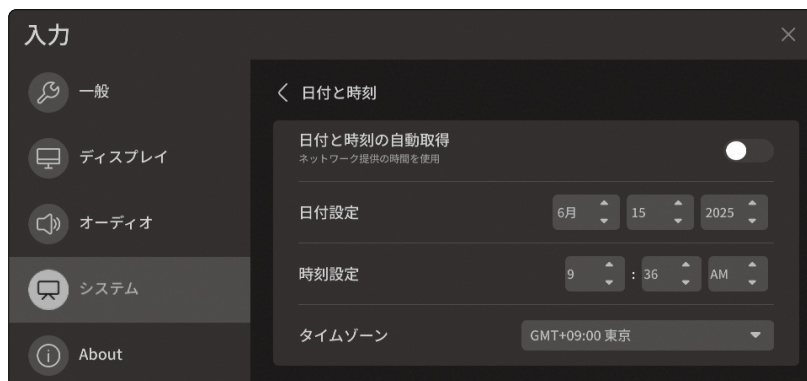 入力
一般
ディスプレイ
オーディオ
システム
About
日付と時刻
日付と時刻の自動取得
ネットワーク提供の時間を使用
日付設定 6月 15 2025
時刻設定 9 : 36 AM
タイムゾーン GMT+09:00 東京